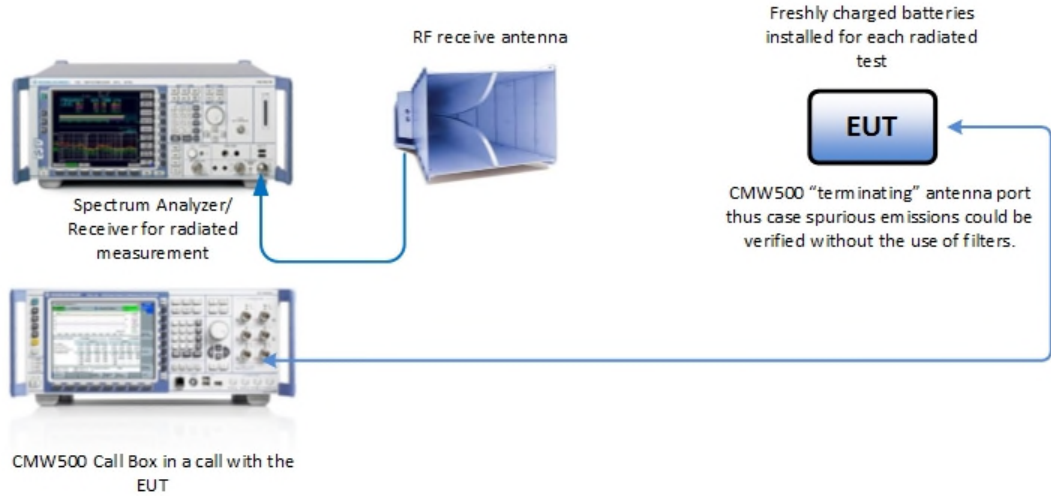 Freshly charged batteries
installed for each radiated
test
RF receive antenna
EUT
Spectrum Analyzer/
Receiver for radiated
measurement
CMW500 “terminating” antenna port
thus case spurious emissions could be
verified without the use of filters.
CMW500 Call Box in a call with the
EUT